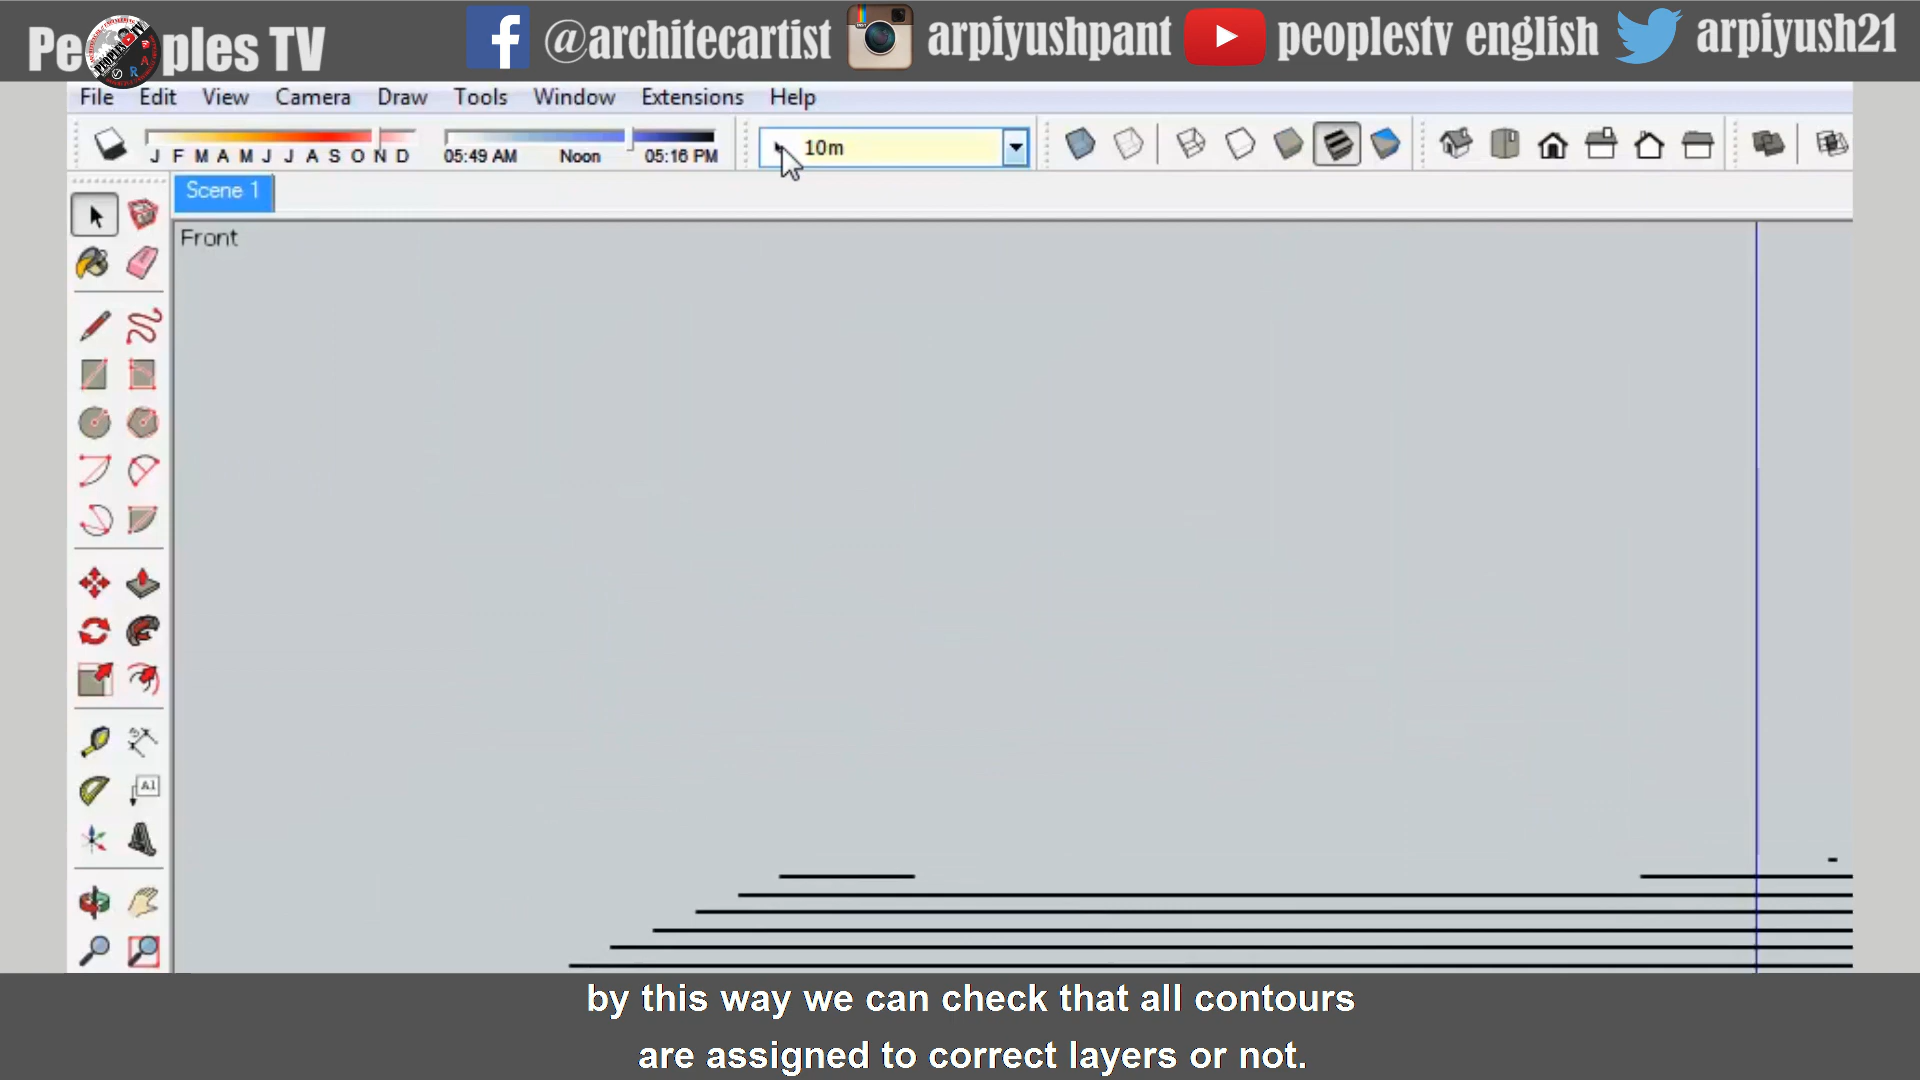 Peoples TV
@architecartist
arpiyushpant
peoplestv english
arpiyush21
File Edit View Camera Draw Tools Window Extensions Help
J F M A M J J A S O N D
05:49 AM Noon 05:16 PM
10m
Scene 1
Front
A1
by this way we can check that all contours
are assigned to correct layers or not.